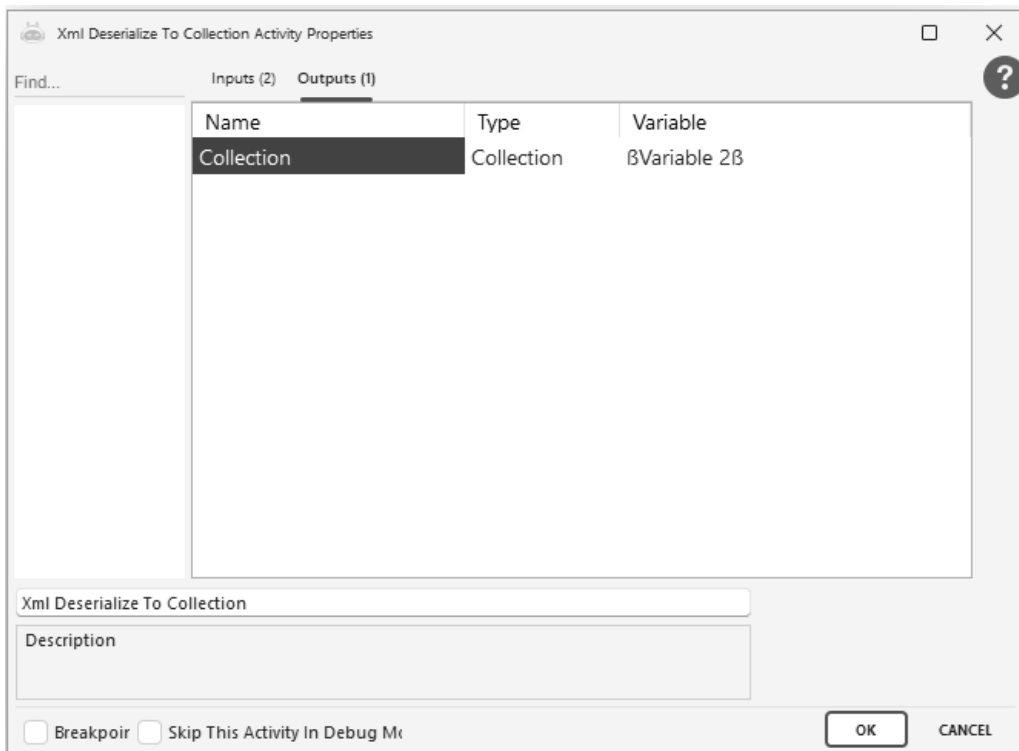 Xml Deserialize To Collection Activity Properties
?
Find...
Inputs (2) Outputs (1)
Name Type Variable
Collection Collection ßVariable 2ß
Xml Deserialize To Collection
Description
Breakpoir Skip This Activity In Debug Mo
OK CANCEL